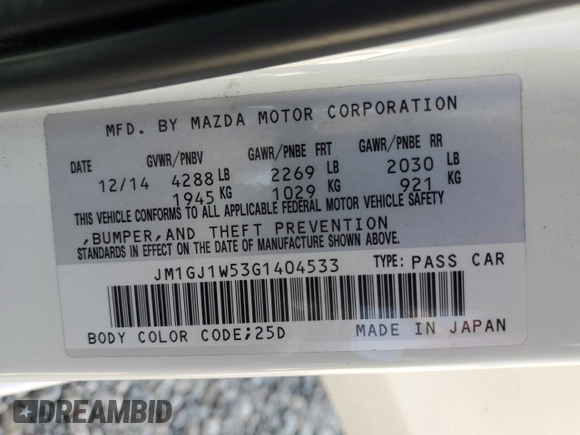 MFD. BY MAZDA MOTOR CORPORATION
DATE GVWR/PNBV GAWR/PNBE FRT GAWR/PNBE RR
12/14 4288 LB 2269 LB 2030 LB
1945 KG 1029 KG 921 KG
THIS VEHICLE CONFORMS TO ALL APPLICABLE FEDERAL MOTOR VEHICLE SAFETY
,BUMPER,AND THEFT PREVENTION
STANDARDS IN EFFECT ON THE DATE OF MANUFACTURE SHOWN ABOVE.
JM1GJ1W53G1404533 TYPE: PASS CAR
BODY COLOR CODE;25D MADE IN JAPAN
DREAMBID